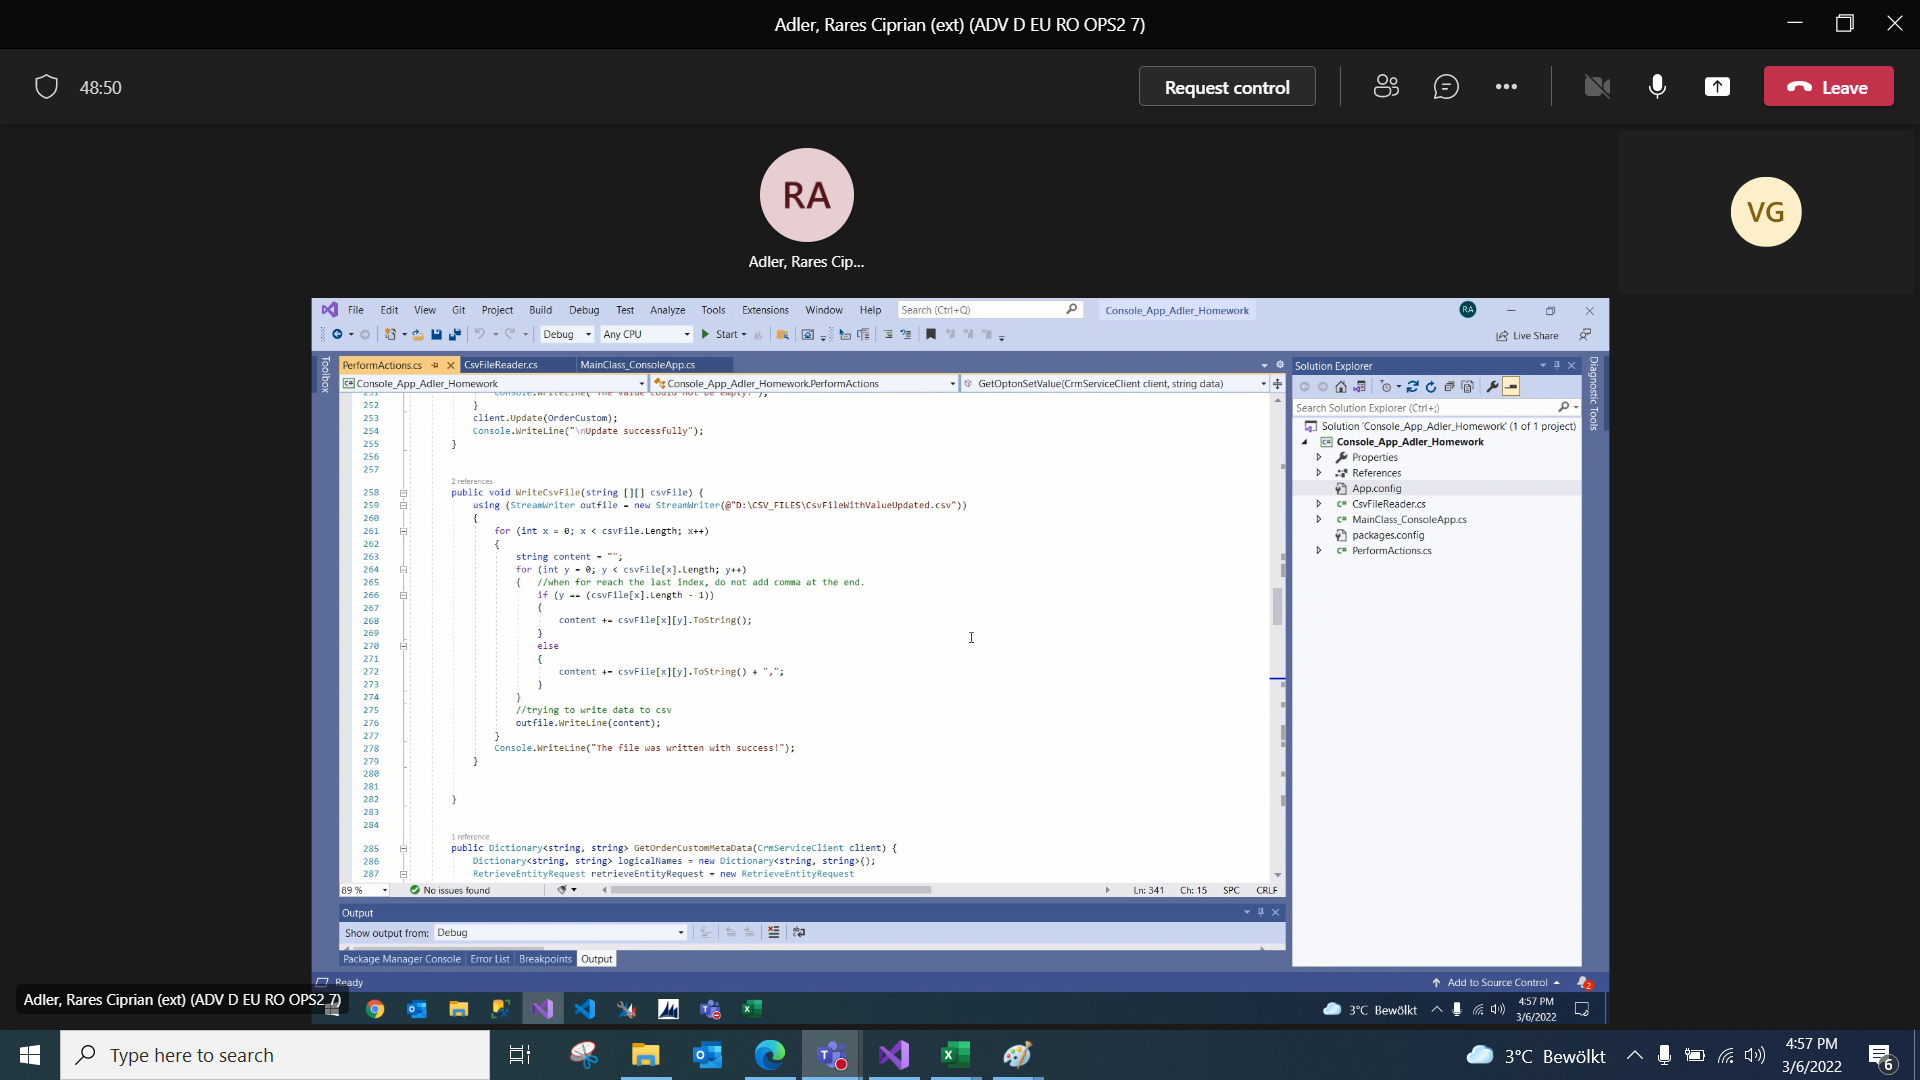 Adler, Rares Ciprian (ext) (ADV D EU RO OPS2 7)
48:50
Request control
Leave
RA
Adler, Rares Cip...
VG
File Edit View Git Project Build Debug Test Analyze Tools Extensions Window Help Search (Ctrl+Q) Console_App_Adler_Homework RA
Debug Any CPU Start Live Share
Toolbox
PerformActions.cs CsvFileReader.cs MainClass_ConsoleApp.cs
Console_App_Adler_Homework Console_App_Adler_Homework.PerformActions GetOptonSetValue(CrmServiceClient client, string data)
251 Console.WriteLine("The value could not be empty!");
252 }
253 client.Update(OrderCustom);
254 Console.WriteLine("\nUpdate successfully");
255 }
256
257
2 references
258 public void WriteCsvFile(string [][] csvFile) {
259 using (StreamWriter outfile = new StreamWriter(@"D:\CSV_FILES\CsvFileWithValueUpdated.csv"))
260 {
261 for (int x = 0; x < csvFile.Length; x++)
262 {
263 string content = "";
264 for (int y = 0; y < csvFile[x].Length; y++)
265 { //when for reach the last index, do not add comma at the end.
266 if (y == (csvFile[x].Length - 1))
267 {
268 content += csvFile[x][y].ToString();
269 }
270 else
271 {
272 content += csvFile[x][y].ToString() + ",";
273 }
274 }
275 //trying to write data to csv
276 outfile.WriteLine(content);
277 }
278 Console.WriteLine("The file was written with success!");
279 }
280
281
282 }
283
284
1 reference
285 public Dictionary<string, string> GetOrderCustomMetaData(CrmServiceClient client) {
286 Dictionary<string, string> logicalNames = new Dictionary<string, string>();
287 RetrieveEntityRequest retrieveEntityRequest = new RetrieveEntityRequest
89 % No issues found Ln: 341 Ch: 15 SPC CRLF
Output
Show output from: Debug
Package Manager Console Error List Breakpoints Output
Solution Explorer
Search Solution Explorer (Ctrl+;)
Solution 'Console_App_Adler_Homework' (1 of 1 project)
Console_App_Adler_Homework
Properties
References
App.config
CsvFileReader.cs
MainClass_ConsoleApp.cs
packages.config
PerformActions.cs
Diagnostic Tools
Ready Add to Source Control 2
Adler, Rares Ciprian (ext) (ADV D EU RO OPS2 7)
3°C Bewölkt 4:57 PM
3/6/2022
Type here to search
3°C Bewölkt 4:57 PM
3/6/2022 6